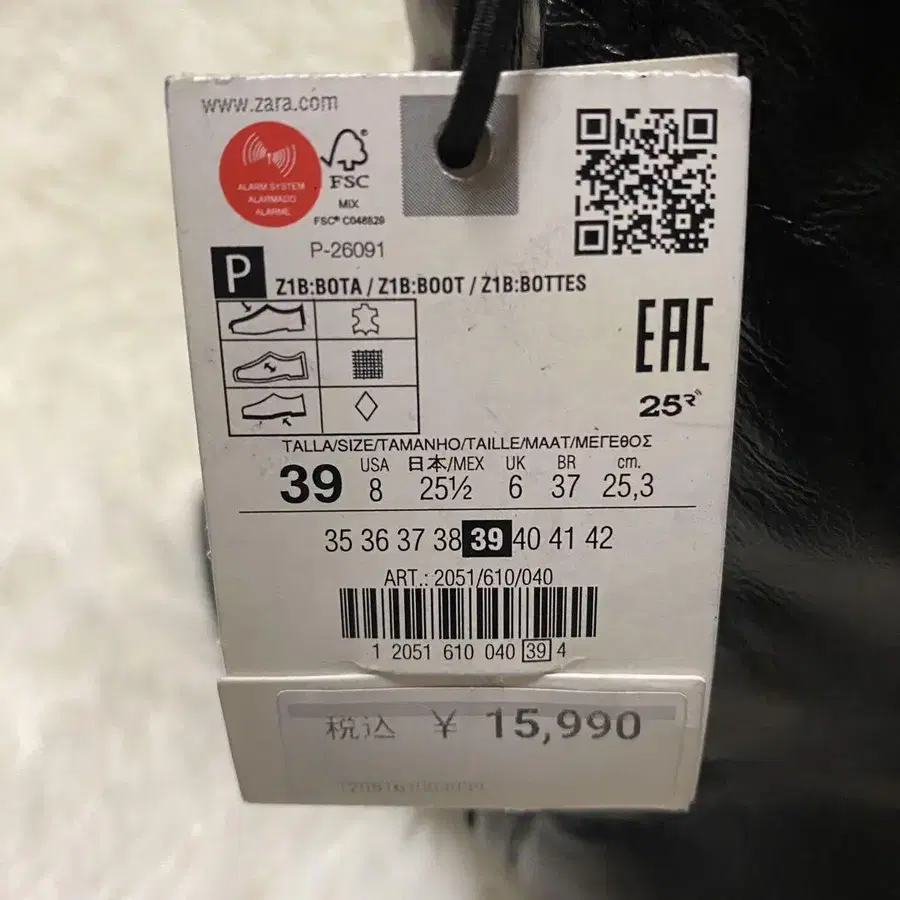 www.zara.com
ALARM SYSTEM
ALARMADO
ALARME
FSC
MIX
FSC® C048829
P-26091
P
Z1B:BOTA / Z1B:BOOT / Z1B:BOTTES
EAC
25
TALLA/SIZE/TAMANHO/TAILLE/MAAT/ΜΕΓΕΘΟΣ
39 USA 日本/MEX UK BR cm.
8 25½ 6 37 25,3
35 36 37 38 39 40 41 42
ART.: 2051/610/040
1 2051 610 040 39 4
税込 ¥ 15,990